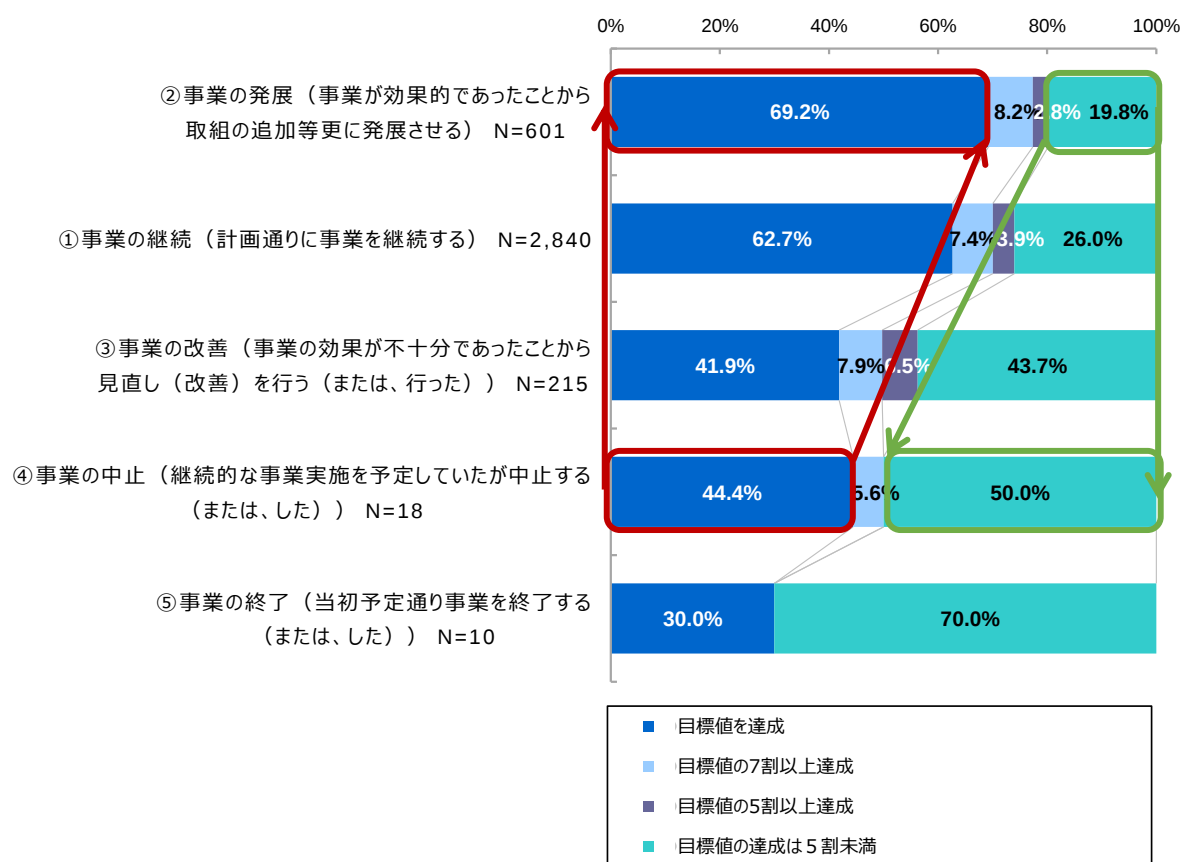 0% 20% 40% 60% 80% 100%
②事業の発展（事業が効果的であったことから
取組の追加等更に発展させる） N=601
69.2% 8.2% 2.8% 19.8%
①事業の継続（計画通りに事業を継続する） N=2,840
62.7% 7.4% 3.9% 26.0%
③事業の改善（事業の効果が不十分であったことから
見直し（改善）を行う（または、行った）） N=215
41.9% 7.9% 43.7%
④事業の中止（継続的な事業実施を予定していたが中止する
（または、した）） N=18
44.4% 5.6% 50.0%
⑤事業の終了（当初予定通り事業を終了する
（または、した）） N=10
30.0% 70.0%
目標値を達成
目標値の7割以上達成
目標値の5割以上達成
目標値の達成は５割未満